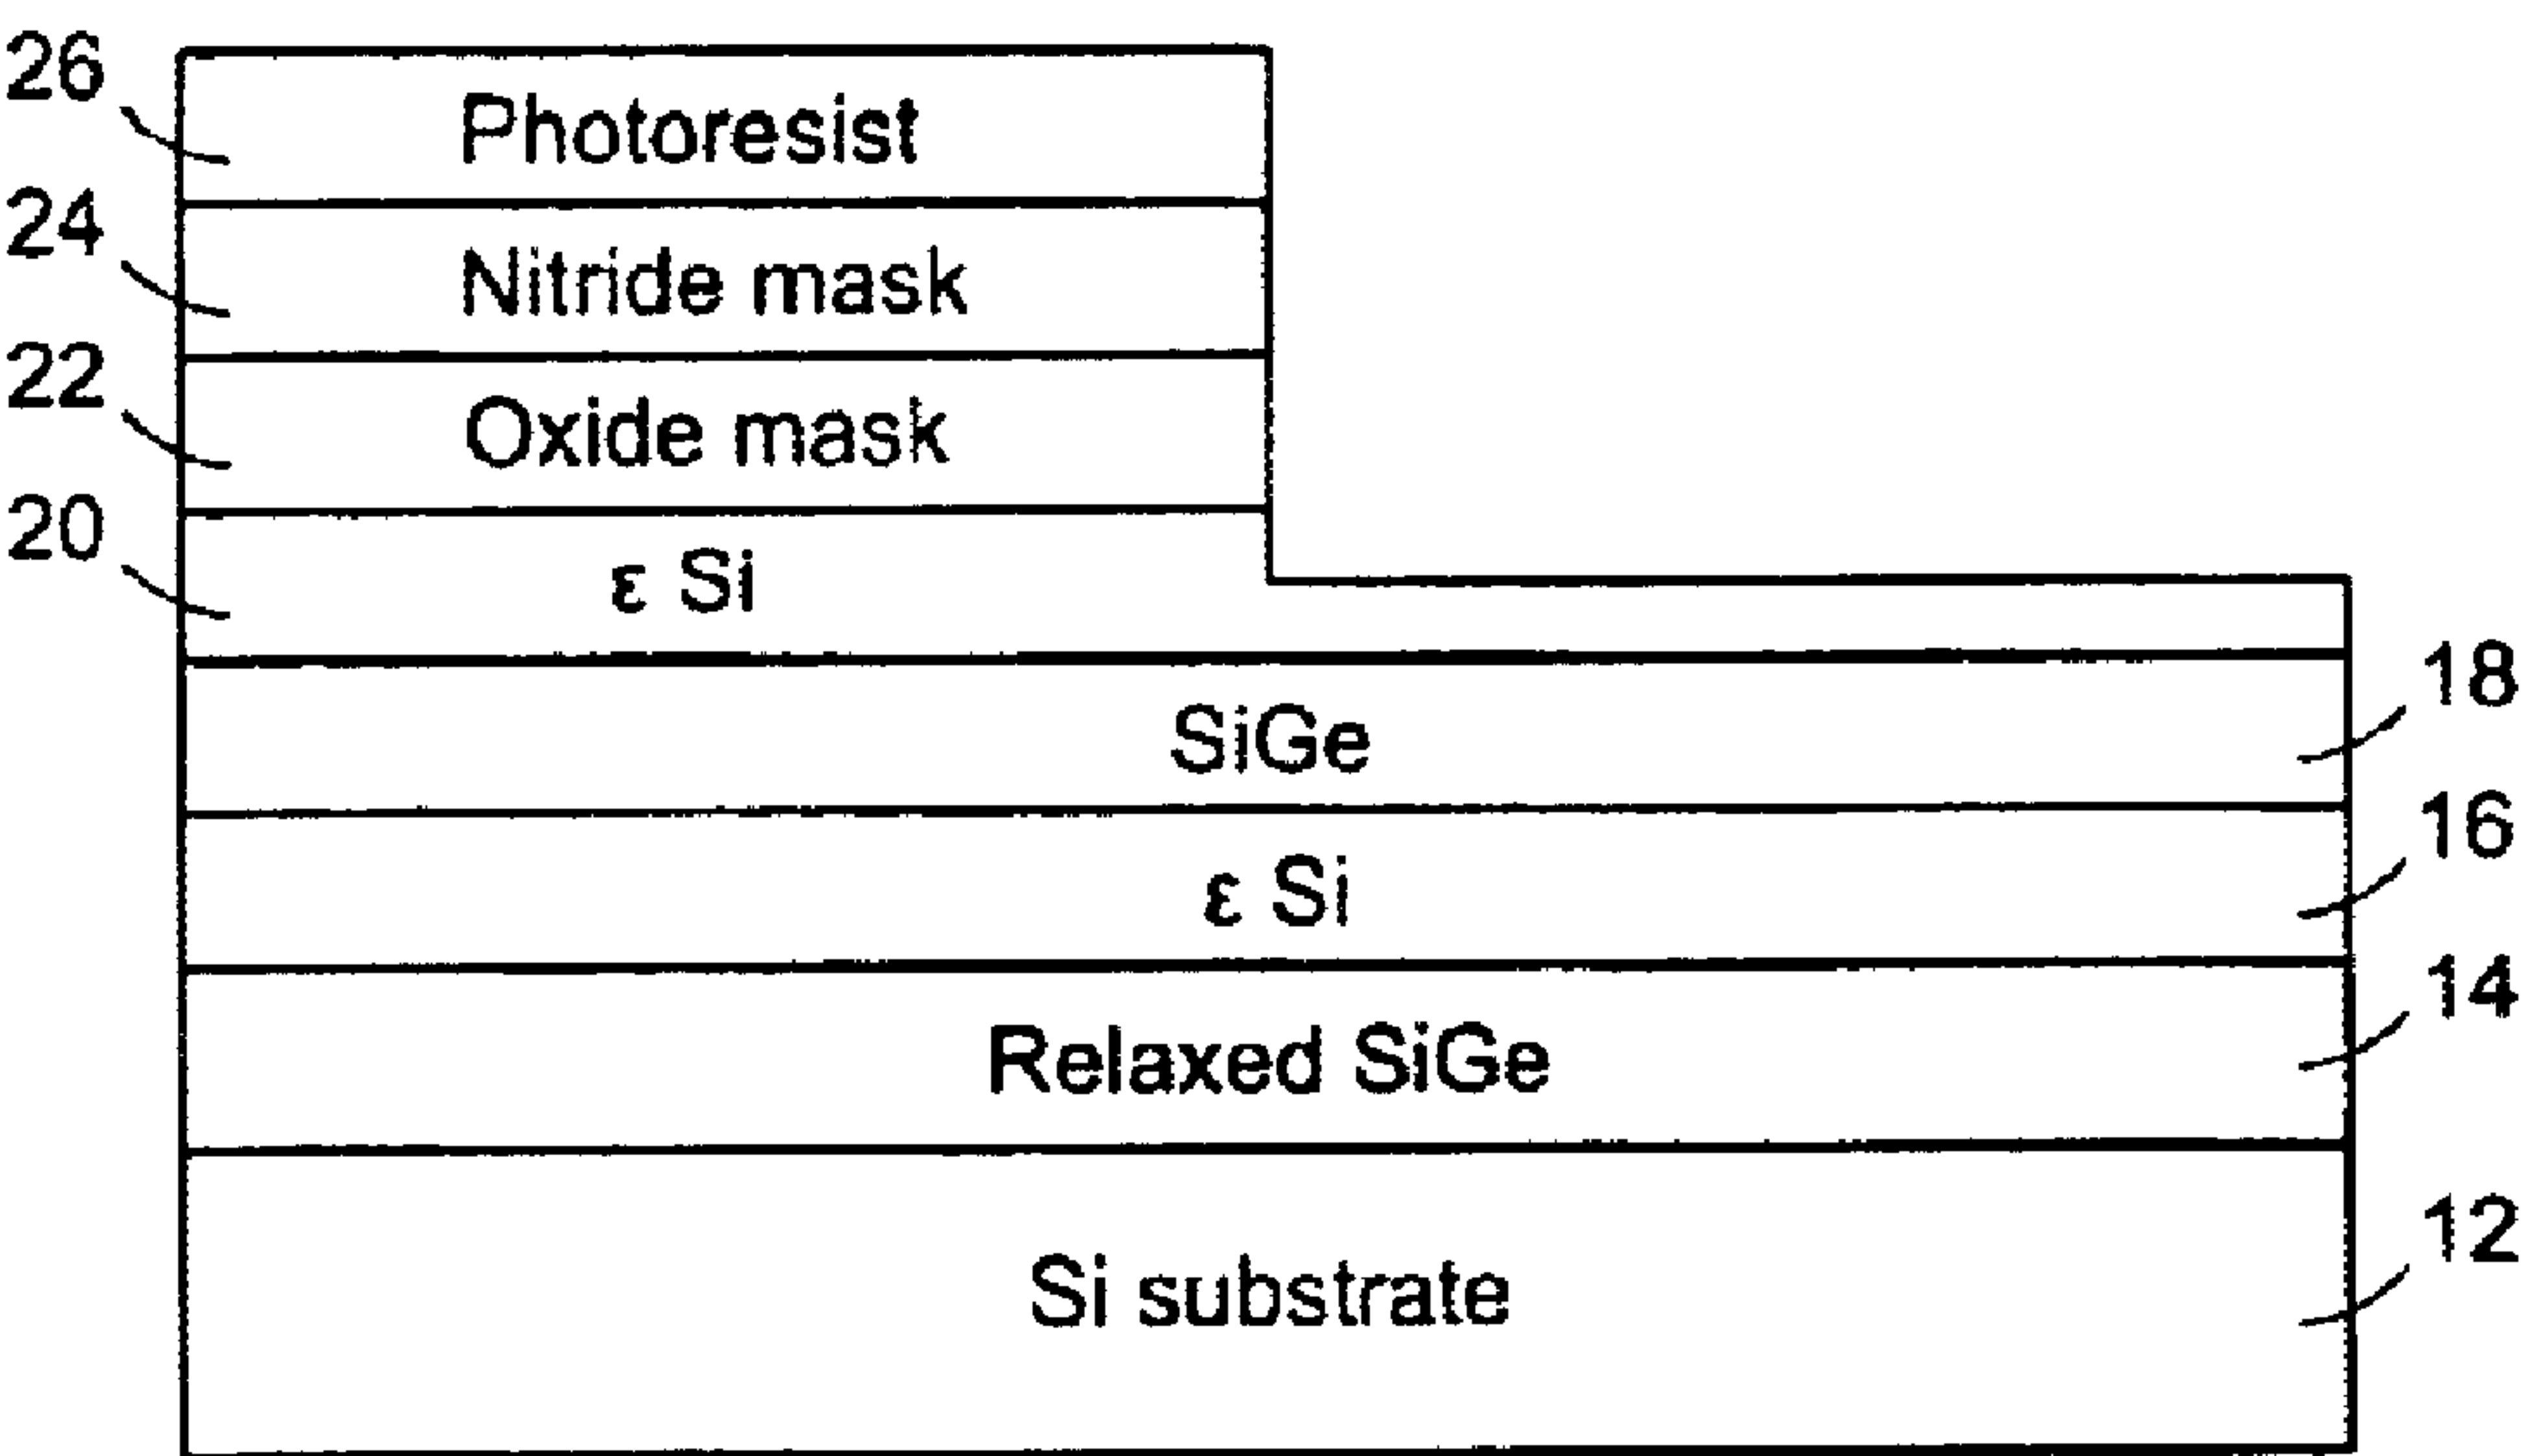 26
Photoresist
24
Nitride mask
22
Oxide mask
20
ε Si
18
SiGe
16
ε Si
14
Relaxed SiGe
12
Si substrate